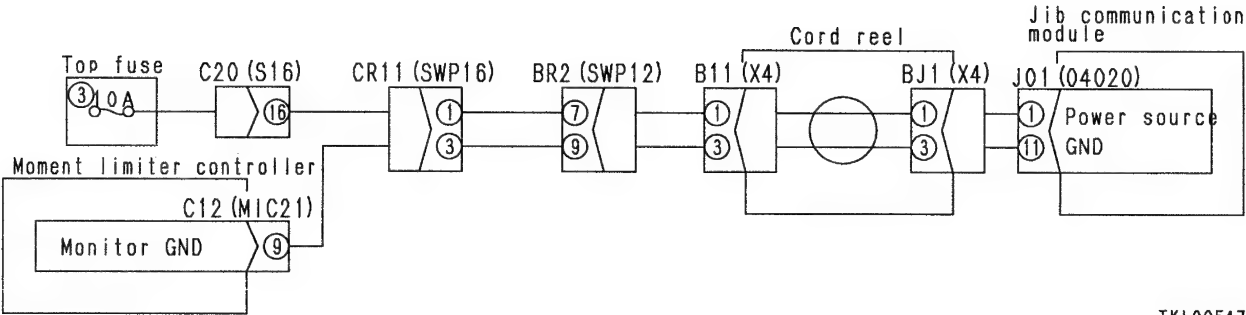 Jib communication module
Cord reel
Top fuse
C20 (S16)
CR11 (SWP16)
BR2 (SWP12)
B11 (X4)
BJ1 (X4)
J01 (04020)
3
10A
16
1
7
1
1
1
Power source
3
9
3
3
11
GND
Moment limiter controller
C12 (MIC21)
Monitor GND
9